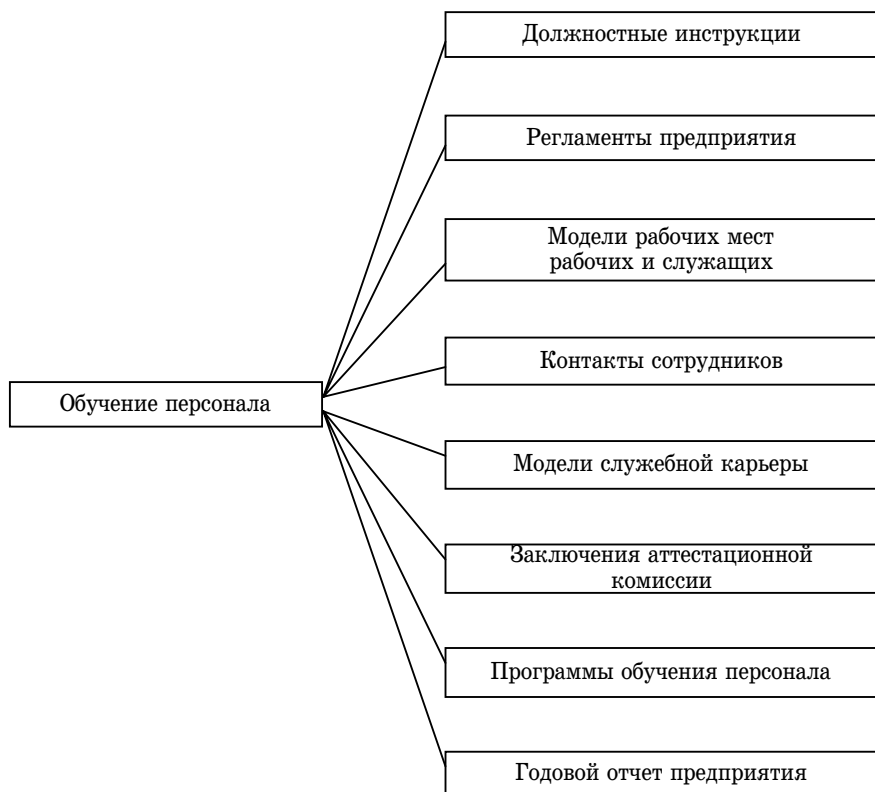 Должностные инструкции
Регламенты предприятия
Модели рабочих мест
рабочих и служащих
Контакты сотрудников
Обучение персонала
Модели служебной карьеры
Заключения аттестационной
комиссии
Программы обучения персонала
Годовой отчет предприятия